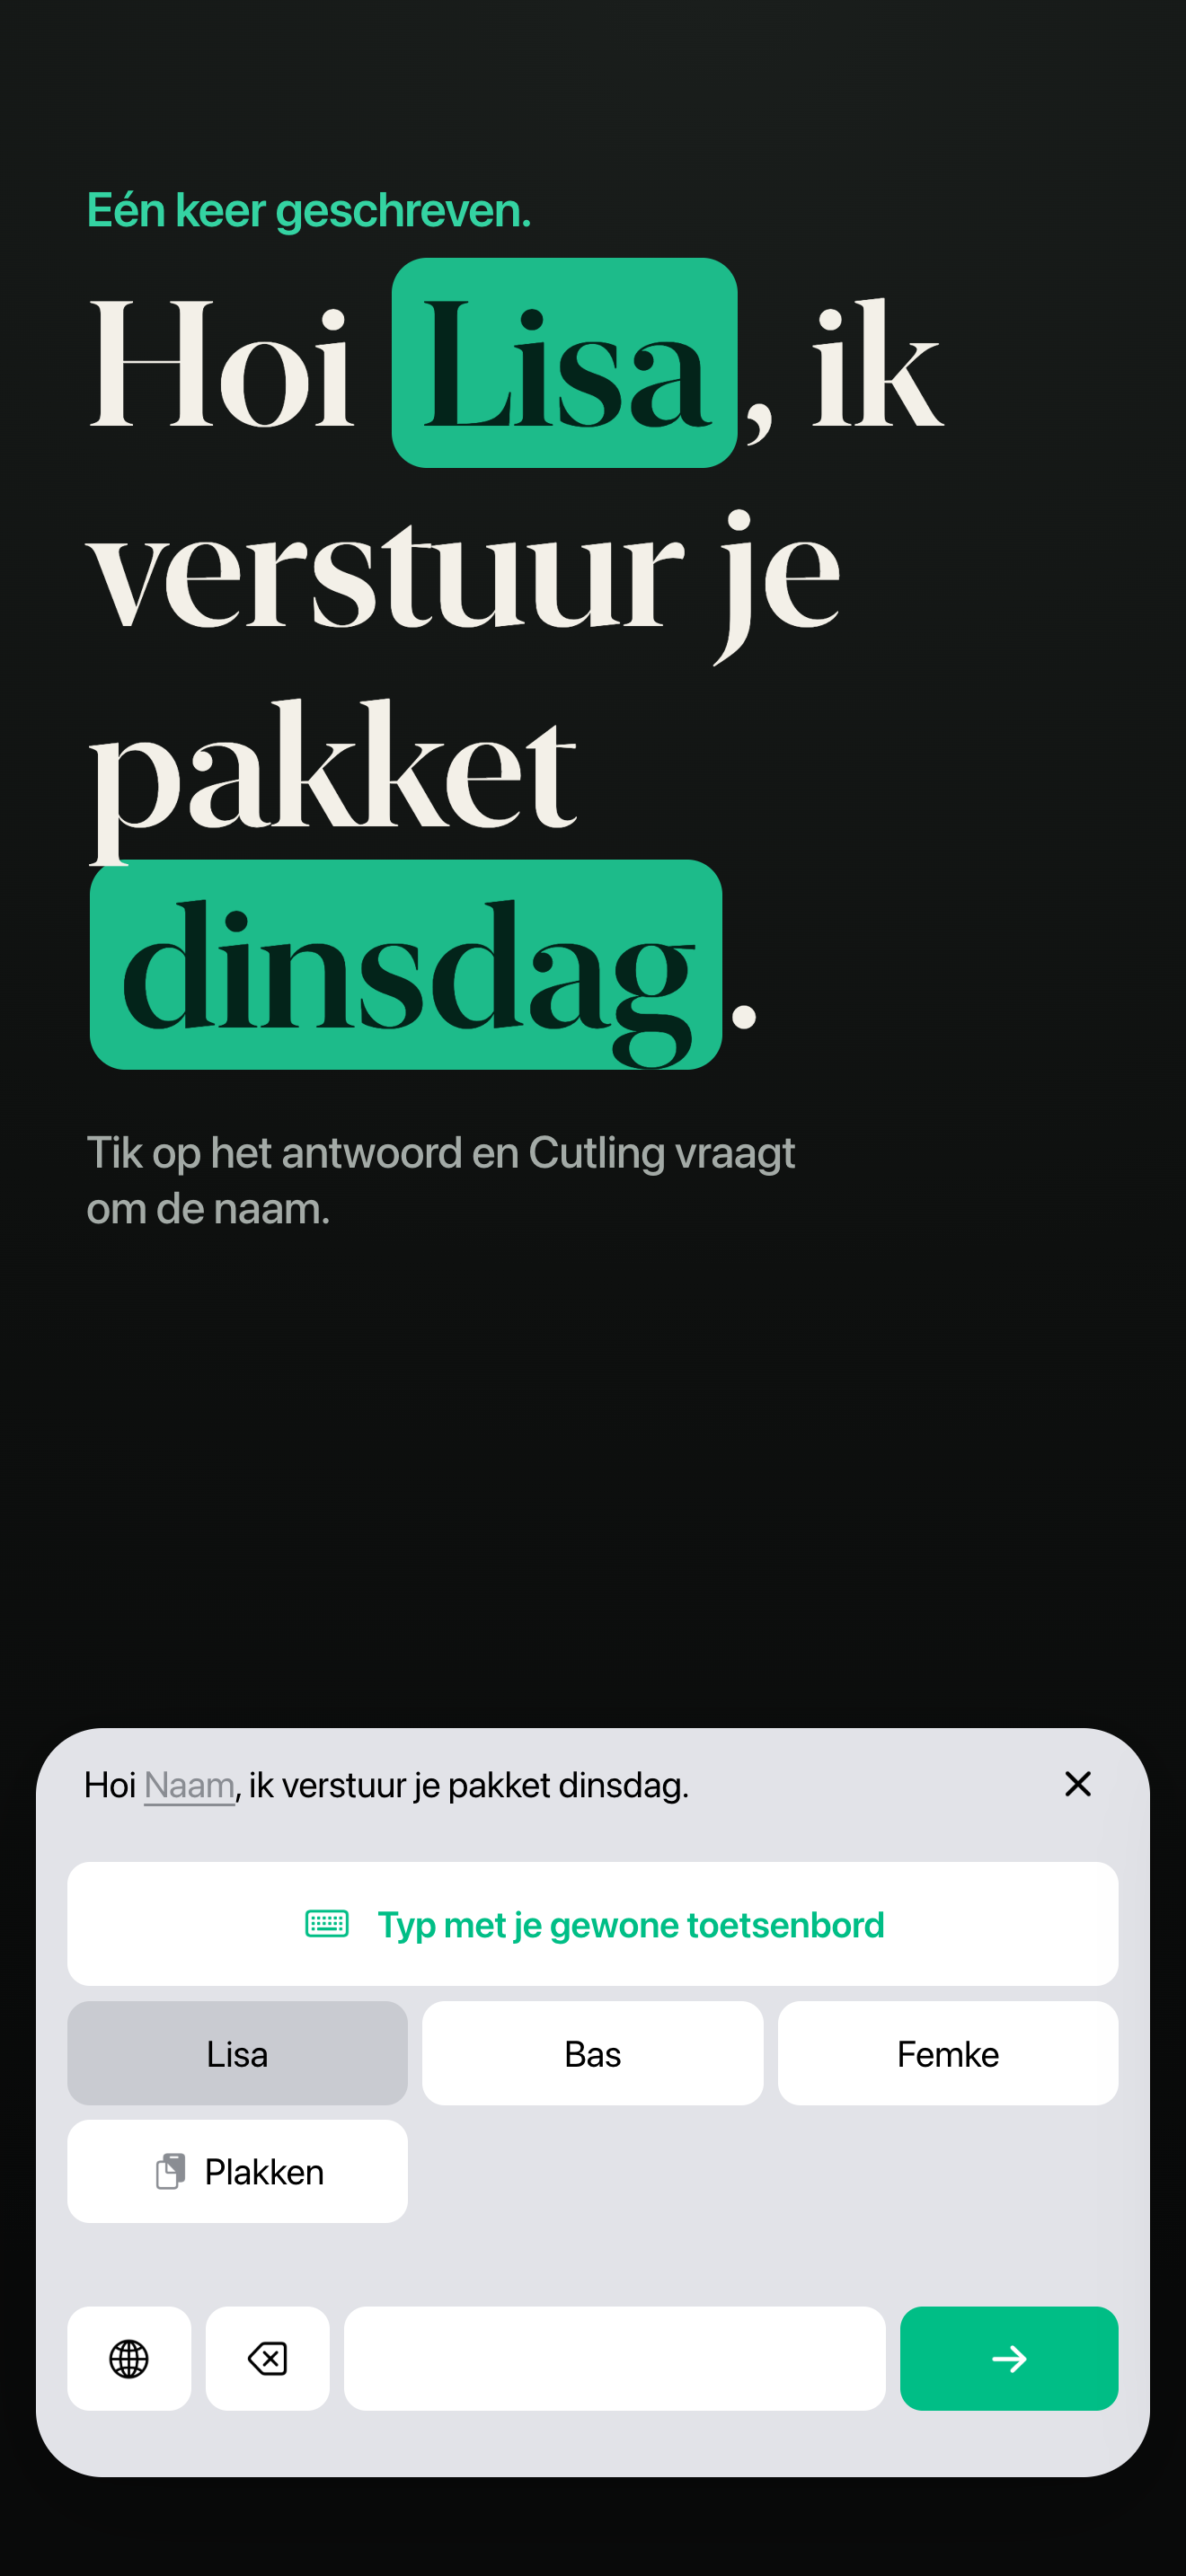 Eén keer geschreven.
Hoi Lisa, ik
verstuur je
pakket
dinsdag.
Tik op het antwoord en Cutling vraagt
om de naam.
Hoi Naam, ik verstuur je pakket dinsdag.
Typ met je gewone toetsenbord
Lisa
Bas
Femke
Plakken